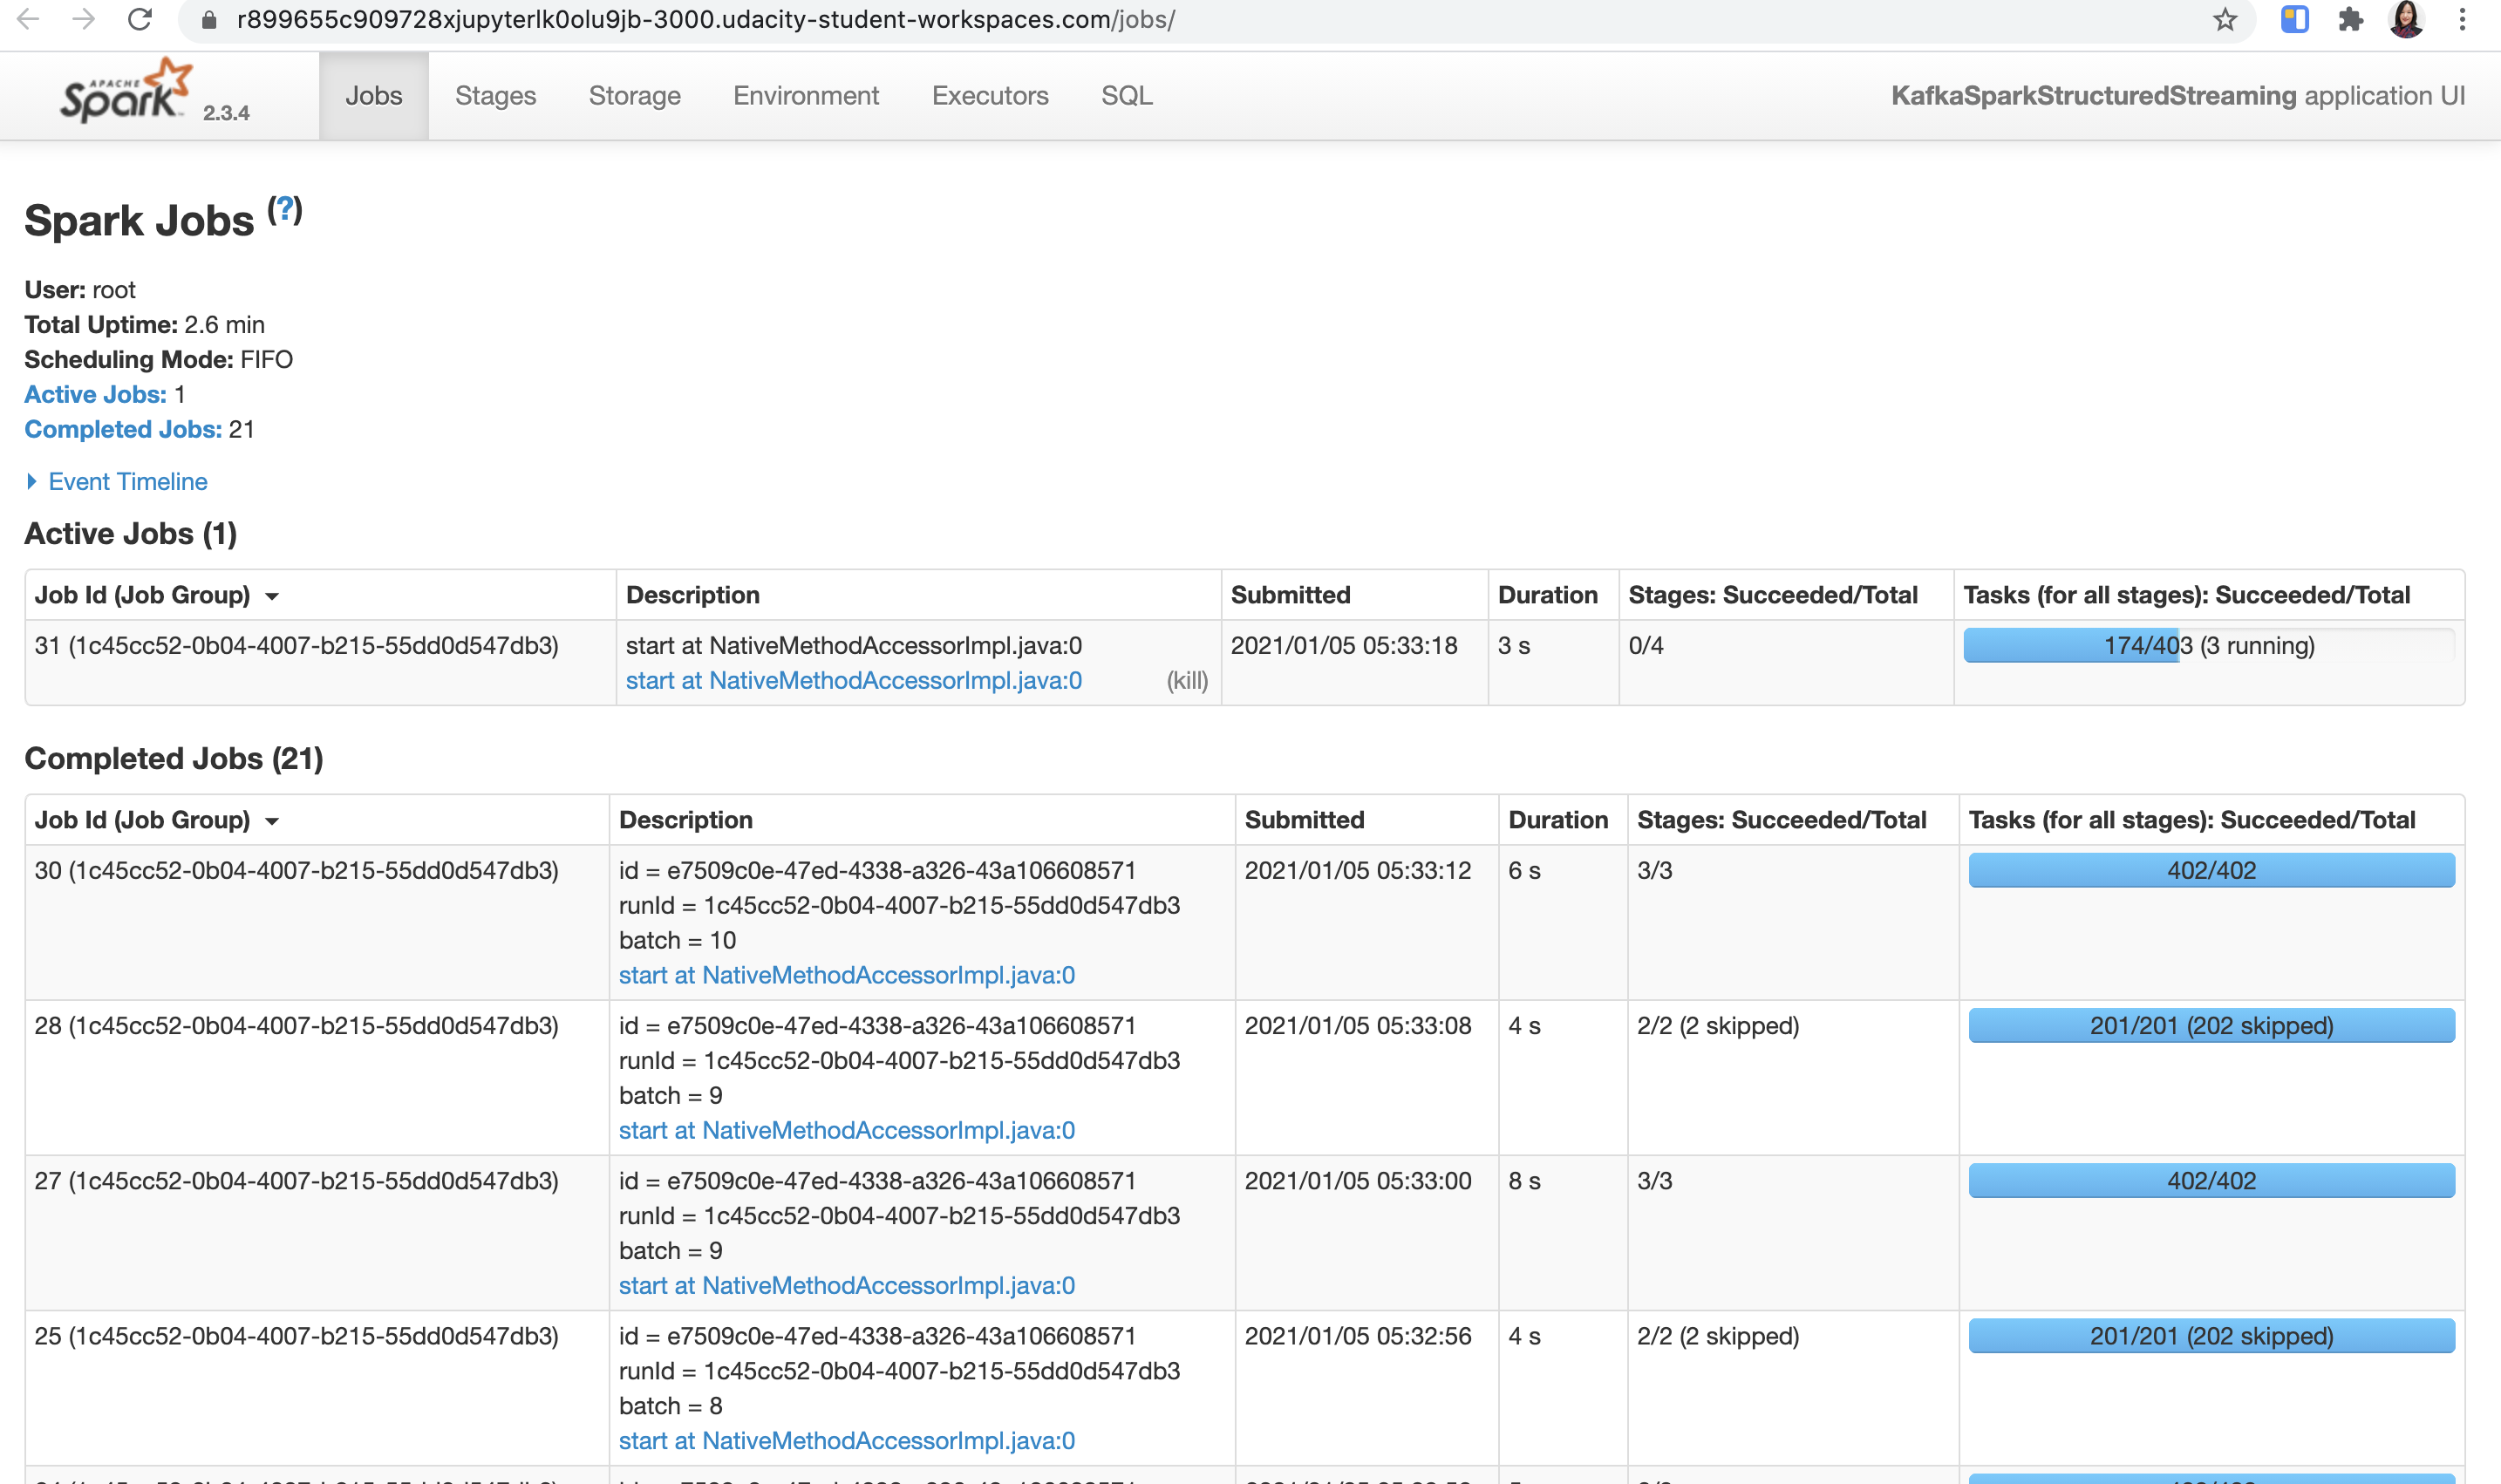 r899655c909728xjupyterlk0olu9jb-3000.udacity-student-workspaces.com/jobs/
APACHE Spark 2.3.4 Jobs Stages Storage Environment Executors SQL KafkaSparkStructuredStreaming application UI
Spark Jobs (?)
User: root
Total Uptime: 2.6 min
Scheduling Mode: FIFO
Active Jobs: 1
Completed Jobs: 21
Event Timeline
Active Jobs (1)
Job Id (Job Group) Description Submitted Duration Stages: Succeeded/Total Tasks (for all stages): Succeeded/Total
31 (1c45cc52-0b04-4007-b215-55dd0d547db3) start at NativeMethodAccessorImpl.java:0 2021/01/05 05:33:18 3 s 0/4 174/403 (3 running)
start at NativeMethodAccessorImpl.java:0 (kill)
Completed Jobs (21)
Job Id (Job Group) Description Submitted Duration Stages: Succeeded/Total Tasks (for all stages): Succeeded/Total
30 (1c45cc52-0b04-4007-b215-55dd0d547db3) id = e7509c0e-47ed-4338-a326-43a106608571 2021/01/05 05:33:12 6 s 3/3 402/402
runId = 1c45cc52-0b04-4007-b215-55dd0d547db3
batch = 10
start at NativeMethodAccessorImpl.java:0
28 (1c45cc52-0b04-4007-b215-55dd0d547db3) id = e7509c0e-47ed-4338-a326-43a106608571 2021/01/05 05:33:08 4 s 2/2 (2 skipped) 201/201 (202 skipped)
runId = 1c45cc52-0b04-4007-b215-55dd0d547db3
batch = 9
start at NativeMethodAccessorImpl.java:0
27 (1c45cc52-0b04-4007-b215-55dd0d547db3) id = e7509c0e-47ed-4338-a326-43a106608571 2021/01/05 05:33:00 8 s 3/3 402/402
runId = 1c45cc52-0b04-4007-b215-55dd0d547db3
batch = 9
start at NativeMethodAccessorImpl.java:0
25 (1c45cc52-0b04-4007-b215-55dd0d547db3) id = e7509c0e-47ed-4338-a326-43a106608571 2021/01/05 05:32:56 4 s 2/2 (2 skipped) 201/201 (202 skipped)
runId = 1c45cc52-0b04-4007-b215-55dd0d547db3
batch = 8
start at NativeMethodAccessorImpl.java:0